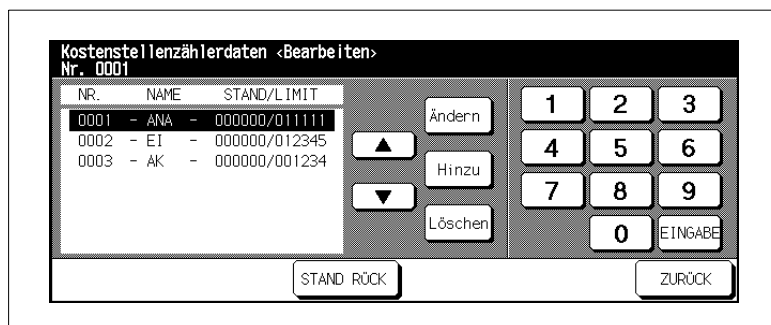 Kostenstellenzählerdaten <Bearbeiten>
Nr. 0001
NR. NAME STAND/LIMIT
0001 - ANA - 000000/011111
0002 - EI - 000000/012345
0003 - AK - 000000/001234
▲
▼
Ändern
Hinzu
Löschen
1 2 3
4 5 6
7 8 9
0 EINGABE
STAND RÜCK
ZURÜCK